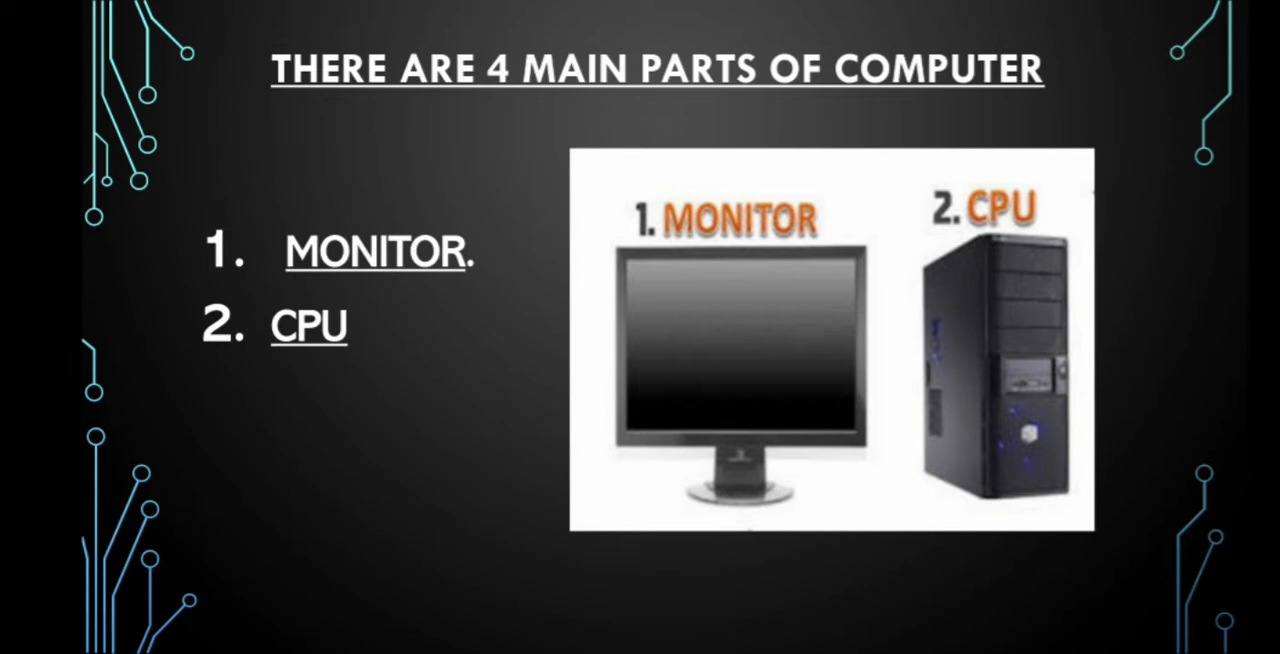 THERE ARE 4 MAIN PARTS OF COMPUTER
1. MONITOR.
2. CPU
1. MONITOR
2. CPU